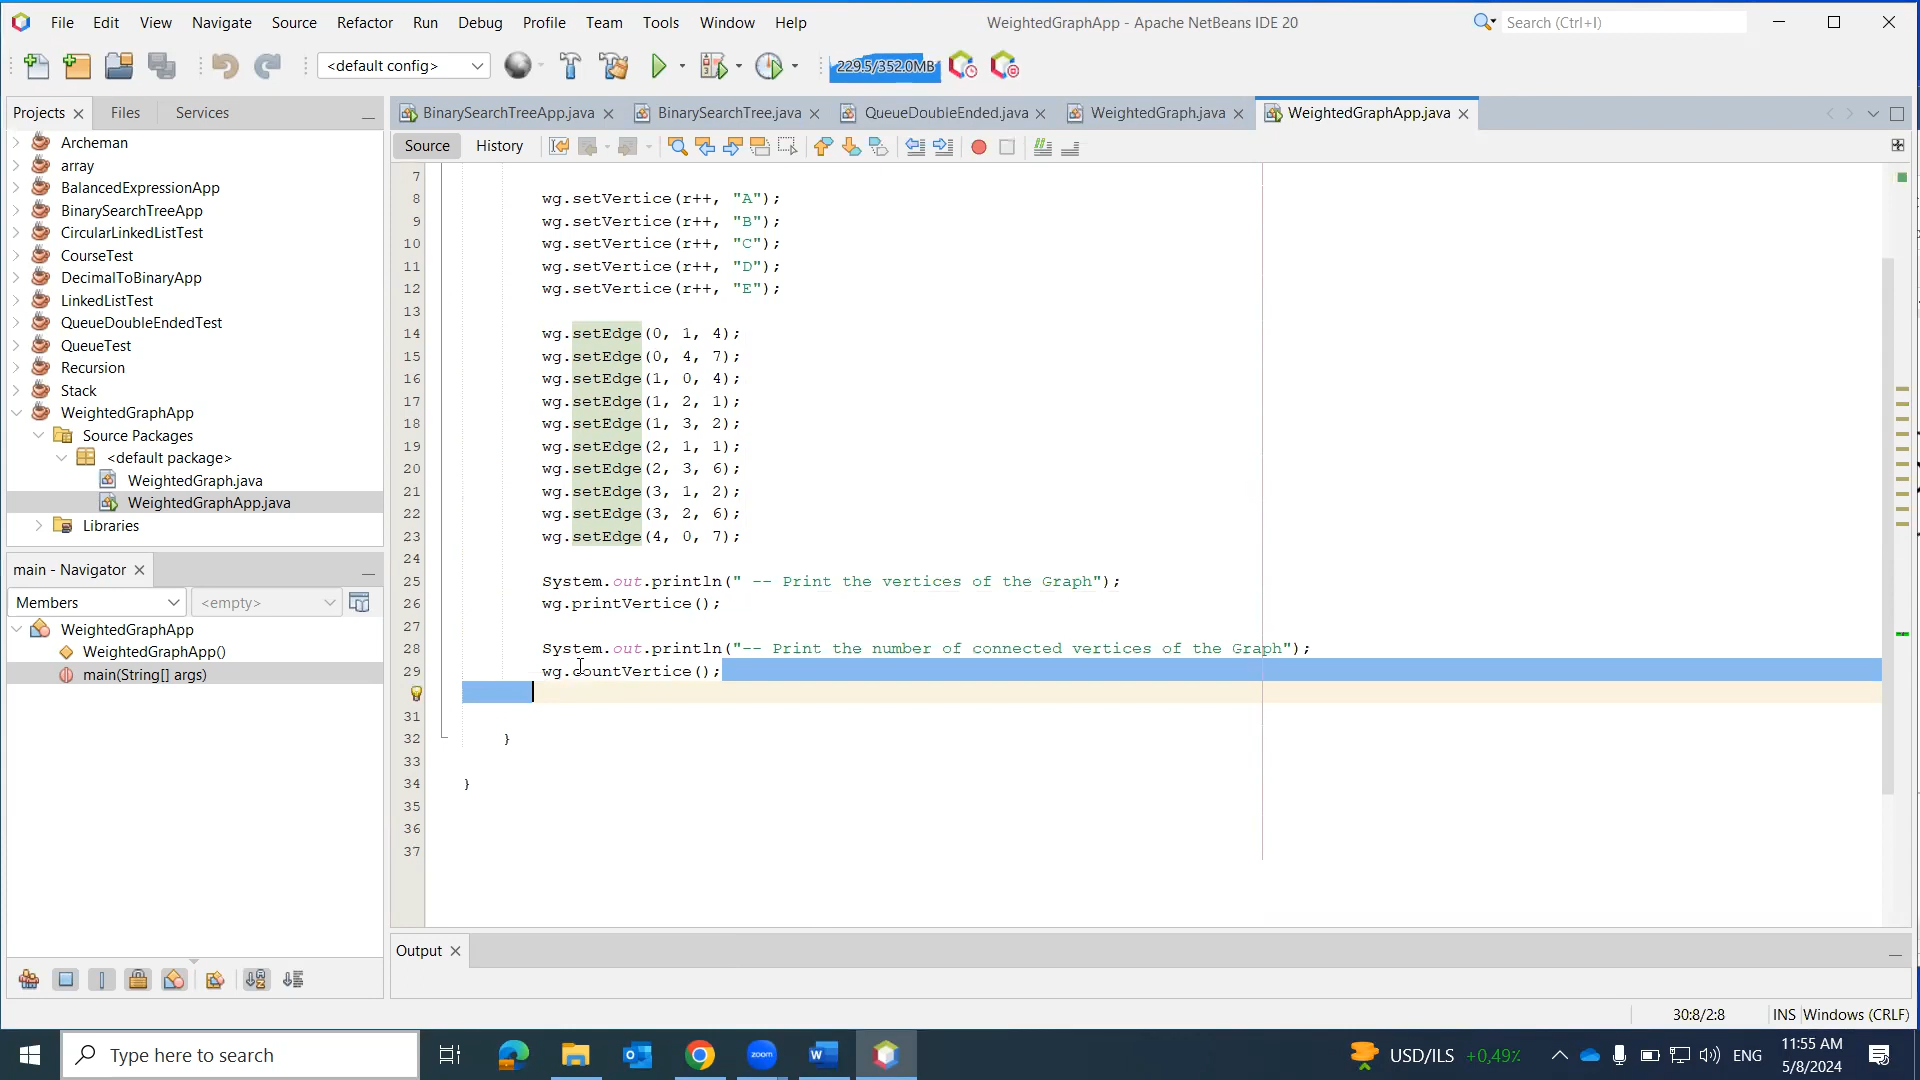 File Edit View Navigate Source Refactor Run Debug Profile Team Tools Window Help WeightedGraphApp - Apache NetBeans IDE 20 Search (Ctrl+I)
<default config> 229.5/352.0MB
Projects Files Services
BinarySearchTreeApp.java BinarySearchTree.java QueueDoubleEnded.java WeightedGraph.java WeightedGraphApp.java
Source History
Archeman
array
BalancedExpressionApp
BinarySearchTreeApp
CircularLinkedListTest
CourseTest
DecimalToBinaryApp
LinkedListTest
QueueDoubleEndedTest
QueueTest
Recursion
Stack
WeightedGraphApp
Source Packages
<default package>
WeightedGraph.java
WeightedGraphApp.java
Libraries
main - Navigator
Members <empty>
WeightedGraphApp
WeightedGraphApp()
main(String[] args)
7
8 wg.setVertice(r++, "A");
9 wg.setVertice(r++, "B");
10 wg.setVertice(r++, "C");
11 wg.setVertice(r++, "D");
12 wg.setVertice(r++, "E");
13
14 wg.setEdge(0, 1, 4);
15 wg.setEdge(0, 4, 7);
16 wg.setEdge(1, 0, 4);
17 wg.setEdge(1, 2, 1);
18 wg.setEdge(1, 3, 2);
19 wg.setEdge(2, 1, 1);
20 wg.setEdge(2, 3, 6);
21 wg.setEdge(3, 1, 2);
22 wg.setEdge(3, 2, 6);
23 wg.setEdge(4, 0, 7);
24
25 System.out.println(" -- Print the vertices of the Graph");
26 wg.printVertice();
27
28 System.out.println("-- Print the number of connected vertices of the Graph");
29 wg.countVertice();
31
32 }
33
34 }
35
36
37
Output
30:8/2:8 INS Windows (CRLF)
Type here to search
zoom
USD/ILS +0,49% ENG 11:55 AM
5/8/2024